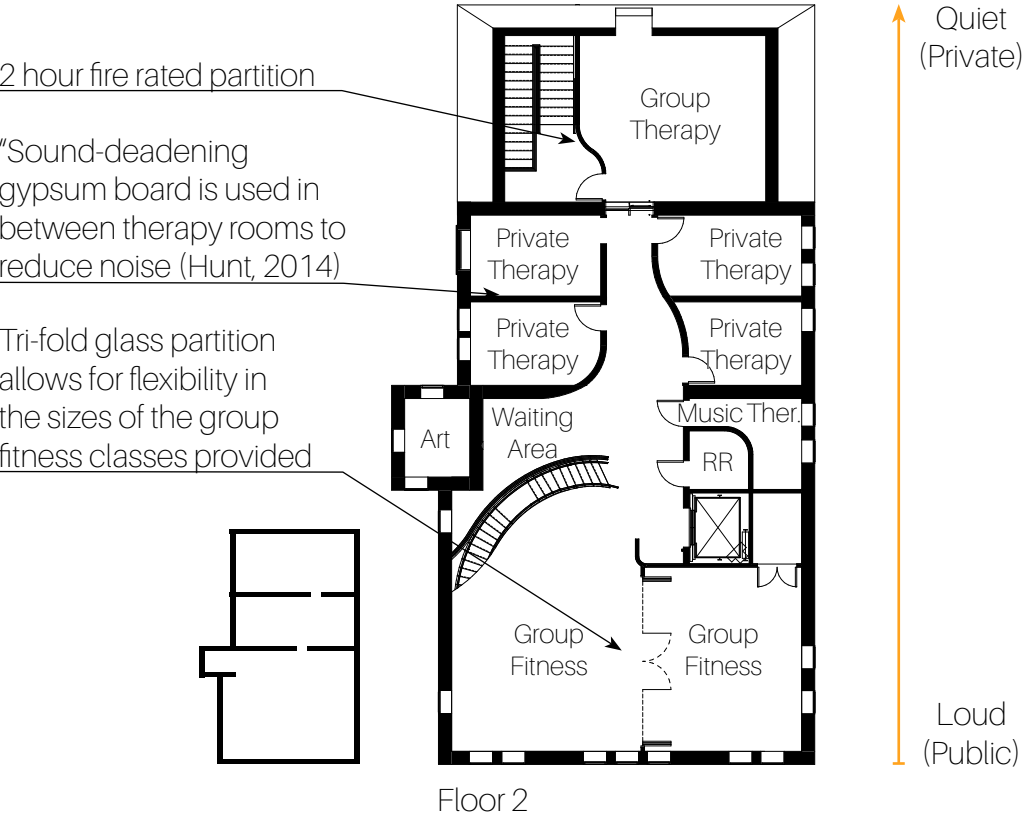 2 hour fire rated partition
“Sound-deadening
gypsum board is used in
between therapy rooms to
reduce noise (Hunt, 2014)
Tri-fold glass partition
allows for flexibility in
the sizes of the group
fitness classes provided
Group
Therapy
Private
Therapy
Private
Therapy
Private
Therapy
Private
Therapy
Art
Waiting
Area
Music Ther.
RR
Group
Fitness
Group
Fitness
Floor 2
Quiet
(Private)
Loud
(Public)